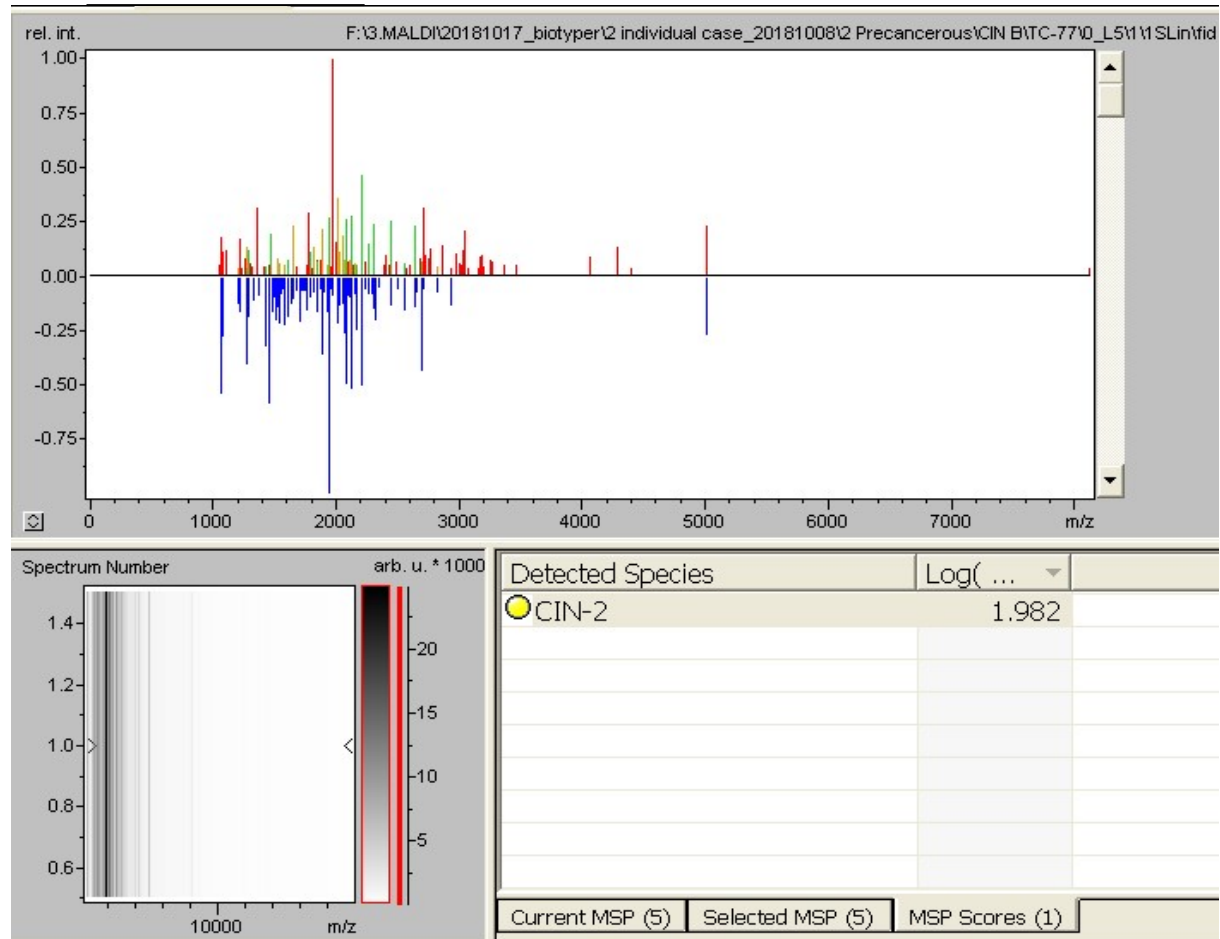 rel. int.
F:\3.MALDI\20181017_biotyper\2 individual case_20181008\2 Precancerous\CIN B\TC-77\0_L5\1\1SLin\fid
1.00
0.75
0.50
0.25
0.00
-0.25
-0.50
-0.75
0 1000 2000 3000 4000 5000 6000 7000 m/z
Spectrum Number
arb. u. * 1000
1.4
1.2
1.0
0.8
0.6
20
15
10
5
10000 m/z
Detected Species Log( ...
CIN-2 1.982
Current MSP (5) Selected MSP (5) MSP Scores (1)